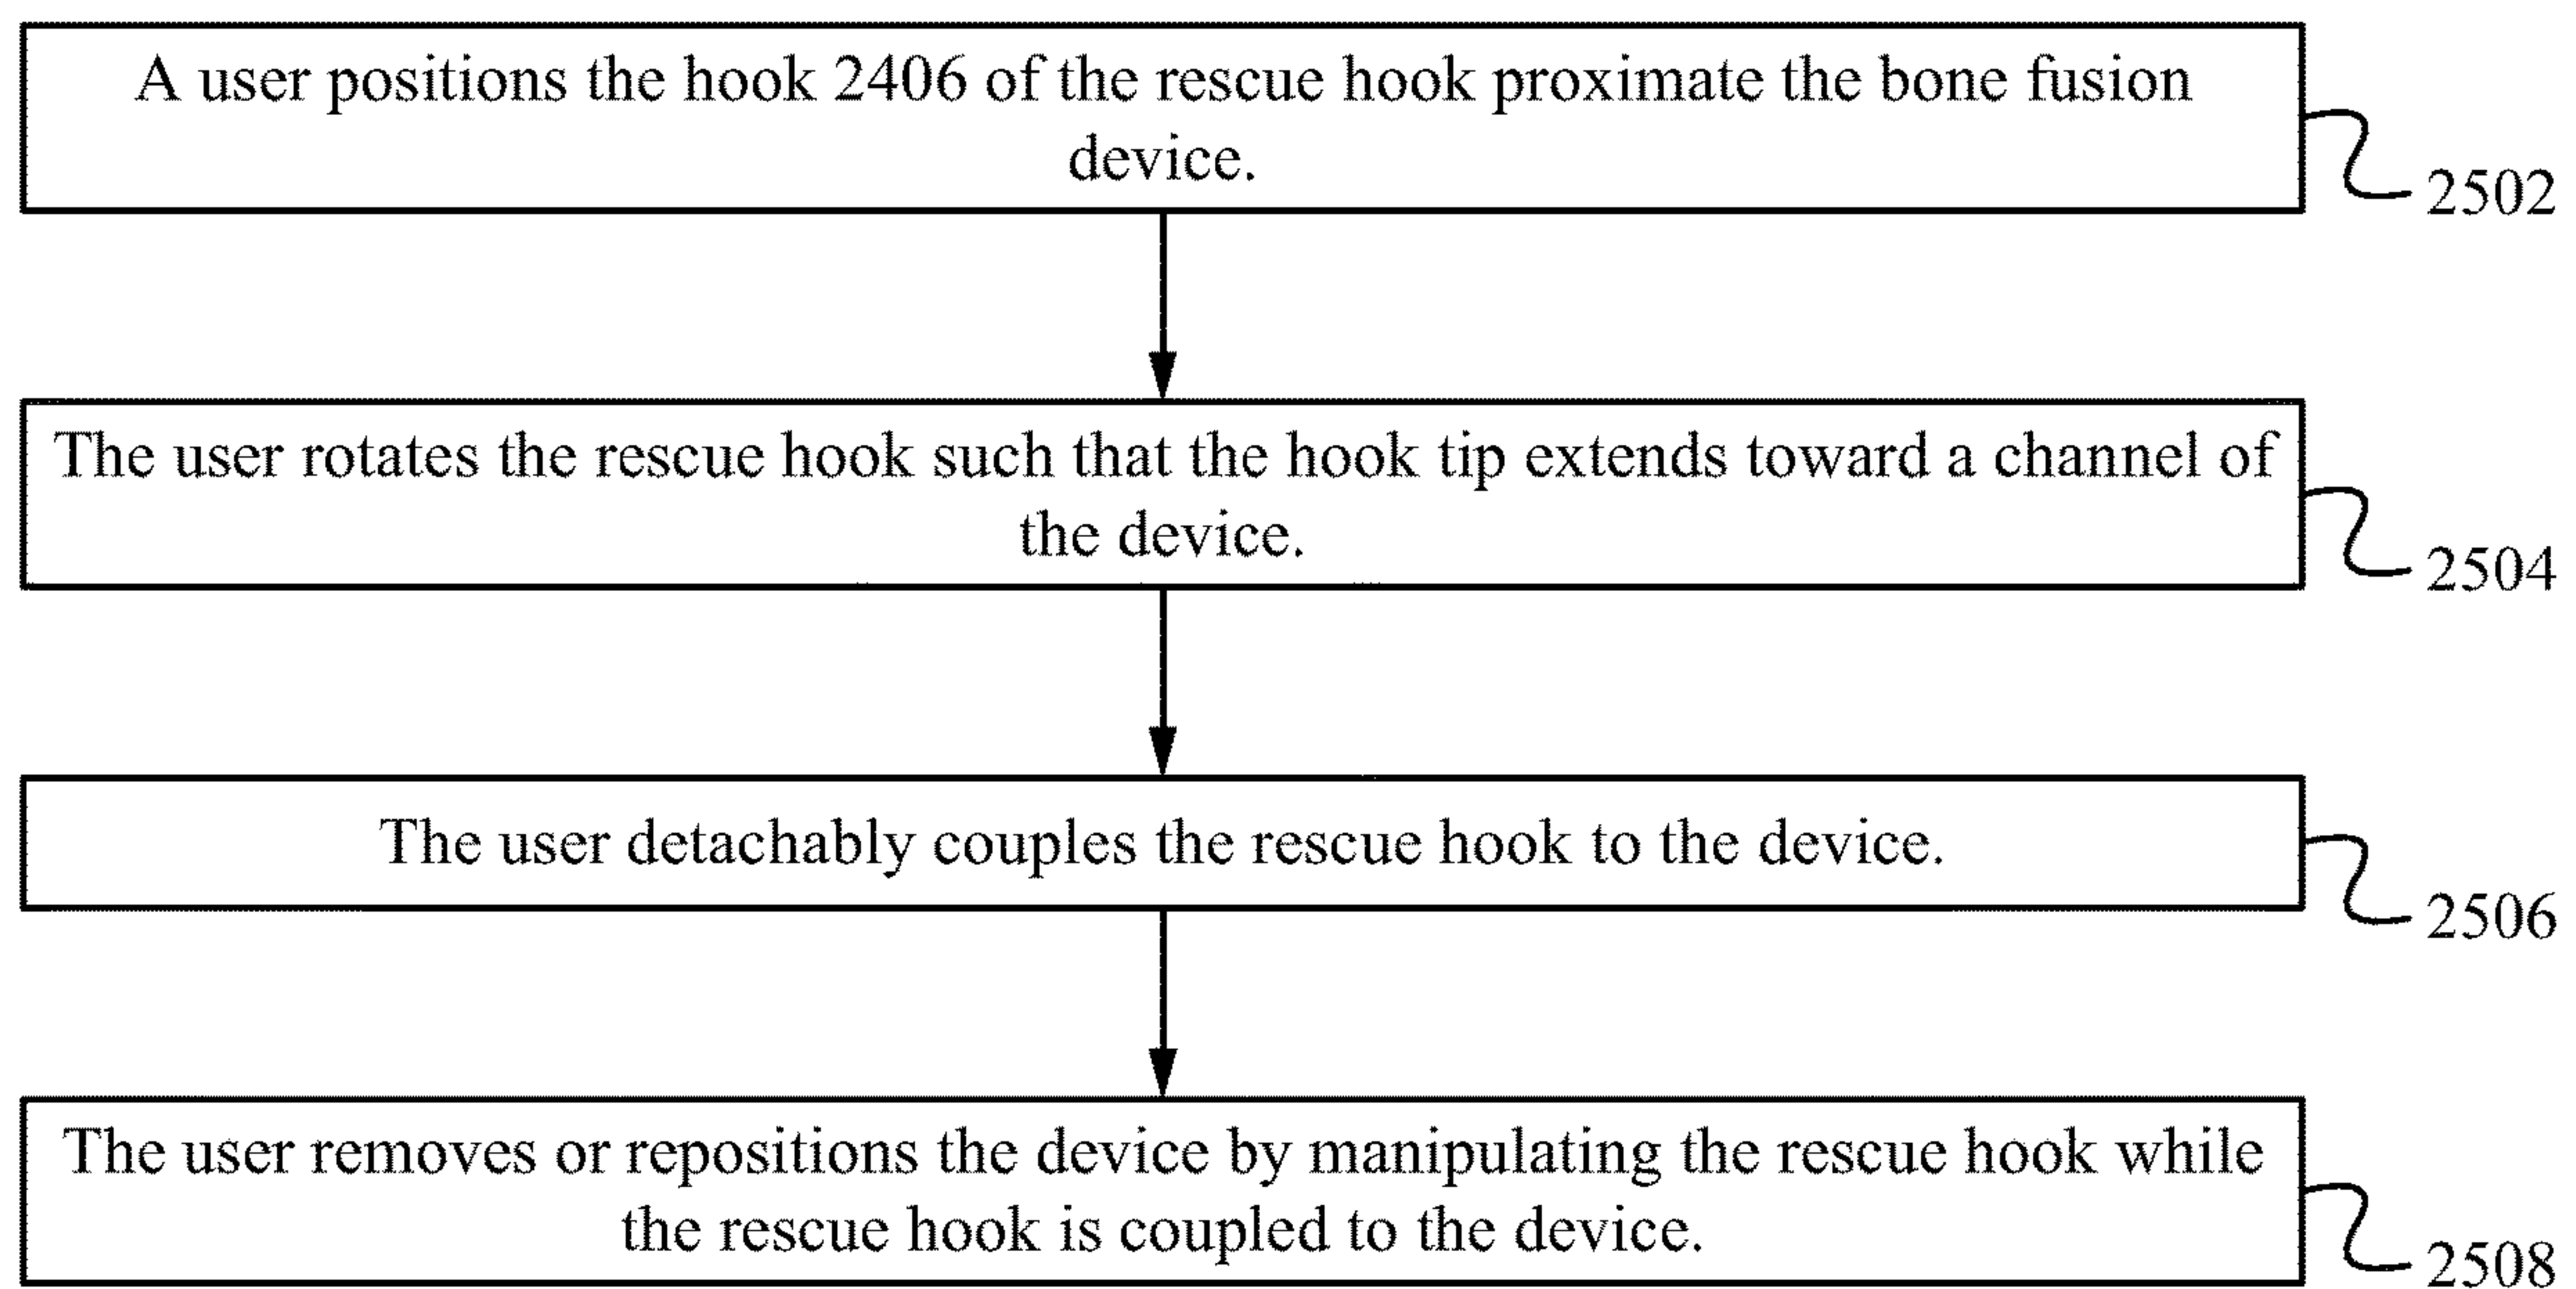 A user positions the hook 2406 of the rescue hook proximate the bone fusion
device.
2502
The user rotates the rescue hook such that the hook tip extends toward a channel of
the device.
2504
The user detachably couples the rescue hook to the device.
2506
The user removes or repositions the device by manipulating the rescue hook while
the rescue hook is coupled to the device.
2508